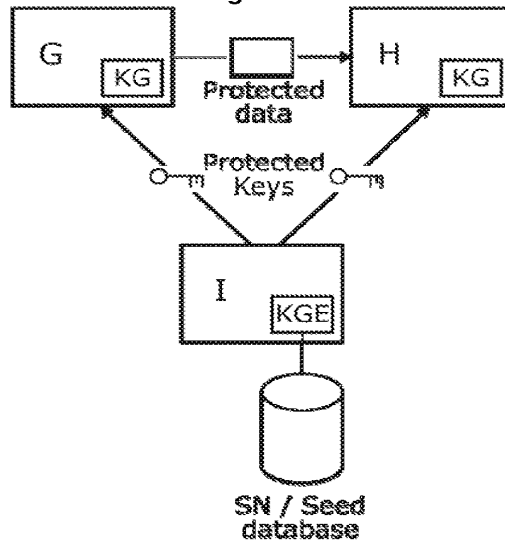 G
KG
H
KG
Protected
data
Protected
Keys
I
KGE
SN / Seed
database